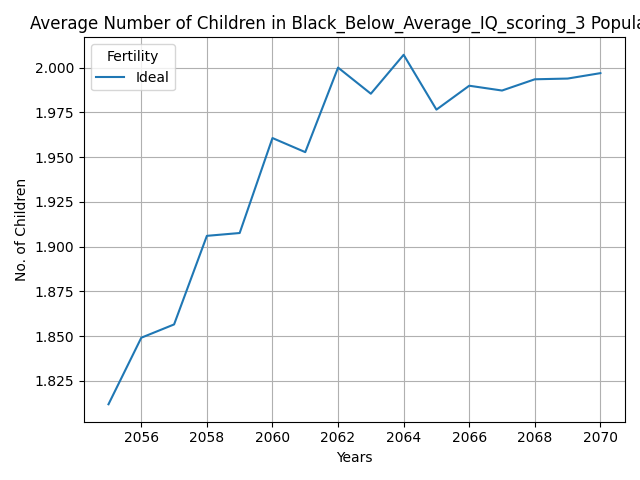 Average Number of Children in Black_Below_Average_IQ_scoring_3 Popula
Fertility
Ideal
No. of Children
2.000
1.975
1.950
1.925
1.900
1.875
1.850
1.825
2056 2058 2060 2062 2064 2066 2068 2070
Years